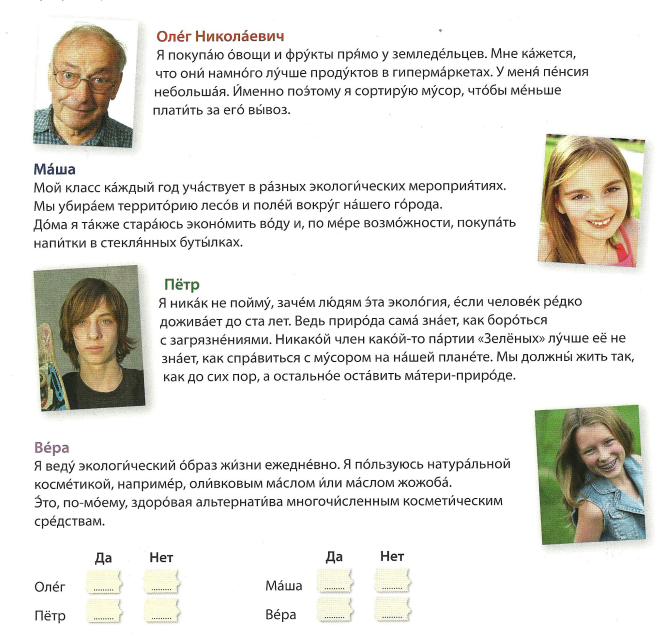 Оле́г Никола́евич
Я покупа́ю о́вощи и фру́кты пря́мо у земледе́льцев. Мне ка́жется,
что они́ намно́го лу́чше проду́ктов в гиперма́ркетах. У меня́ пе́нсия
небольша́я. И́менно поэ́тому я сортиру́ю му́сор, что́бы ме́ньше
плати́ть за его́ вы́воз.
Ма́ша
Мой класс ка́ждый год уча́ствует в ра́зных экологи́ческих мероприя́тиях.
Мы убира́ем террито́рию лесо́в и поле́й вокру́г на́шего го́рода.
До́ма я та́кже стара́юсь эконо́мить во́ду и, по ме́ре возмо́жности, покупа́ть
напи́тки в стекля́нных буты́лках.
Пётр
Я ника́к не пойму́, заче́м лю́дям э́та эколо́гия, е́сли челове́к ре́дко
дожива́ет до ста лет. Ведь приро́да сама́ зна́ет, как боро́ться
с загрязне́ниями. Никако́й член како́й-то па́ртии «Зелёных» лу́чше её не
зна́ет, как спра́виться с му́сором на на́шей плане́те. Мы должны́ жить так,
как до сих пор, а остально́е оста́вить ма́тери-приро́де.
Ве́ра
Я веду́ экологи́ческий о́браз жи́зни ежедне́вно. Я по́льзуюсь натура́льной
косме́тикой, наприме́р, оли́вковым ма́слом и́ли ма́слом жожоба́.
Э́то, по-мо́ему, здоро́вая альтернати́ва многочи́сленным космети́ческим
сре́дствам.
Да Нет Да Нет
Оле́г ......... ......... Ма́ша ......... .........
Пётр ......... ......... Ве́ра ......... .........